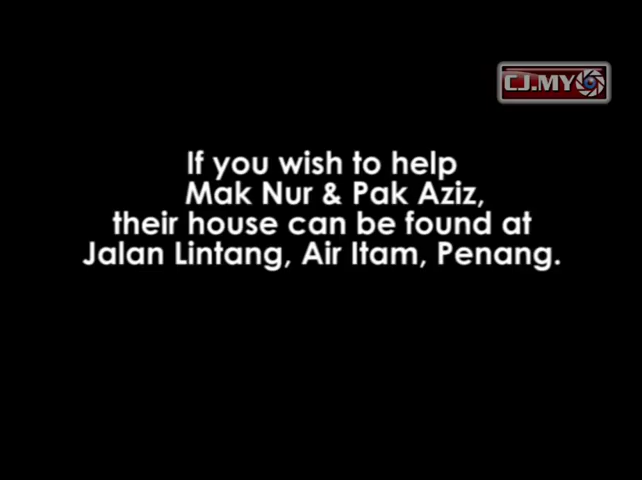 CJ.MY
If you wish to help
Mak Nur & Pak Aziz,
their house can be found at
Jalan Lintang, Air Itam, Penang.